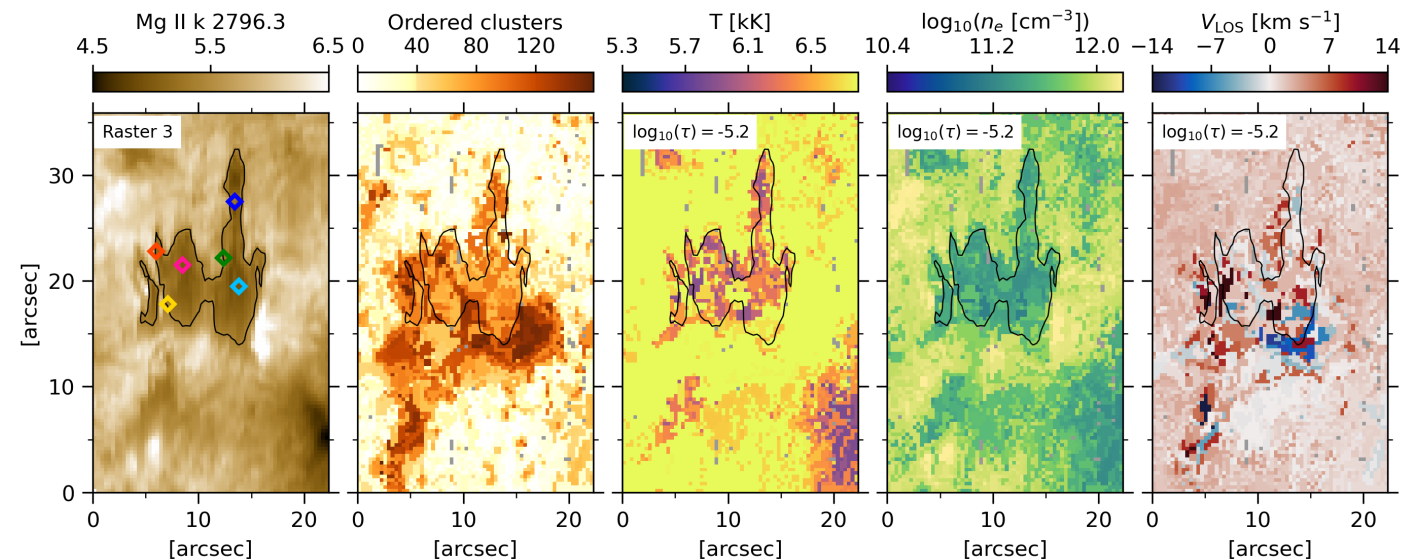 Mg II k 2796.3
Ordered clusters
T [kK]
log₁₀(nₑ [cm⁻³])
V_LOS [km s⁻¹]
4.5 5.5 6.5
0 40 80 120
5.3 5.7 6.1 6.5
10.4 11.2 12.0
−14 −7 0 7 14
Raster 3
log₁₀(τ) = -5.2
log₁₀(τ) = -5.2
log₁₀(τ) = -5.2
30
20
10
0
[arcsec]
0 10 20
0 10 20
0 10 20
0 10 20
0 10 20
[arcsec]
[arcsec]
[arcsec]
[arcsec]
[arcsec]